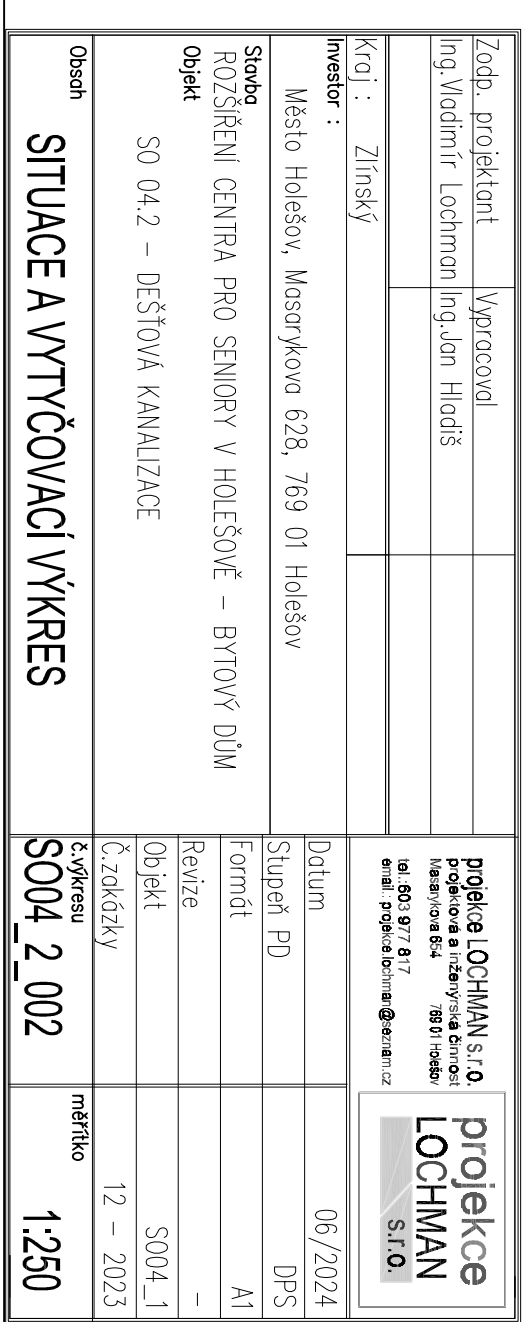 Zodp. projektant Vypracoval
Ing.Vladimír Lochman Ing.Jan Hladiš
Kraj : Zlínský
Investor :
Město Holešov, Masarykova 628, 769 01 Holešov
Stavba
ROZŠÍŘENÍ CENTRA PRO SENIORY V HOLEŠOVĚ – BYTOVÝ DŮM
Objekt
SO 04.2 – DEŠŤOVÁ KANALIZACE
Obsah
SITUACE A VYTYČOVACÍ VÝKRES
projekce LOCHMAN s.r.o.
projektová a inženýrská činnost
Masarykova 654 769 01 Holešov
tel.:603 977 817
email.: projekce.lochman@seznam.cz
projekce
LOCHMAN
s.r.o.
Datum 06/2024
Stupeň PD DPS
Formát A1
Revize –
Objekt SO04_1
Č.zakázky 12 – 2023
č.výkresu
SO04_2_002
měřítko
1:250